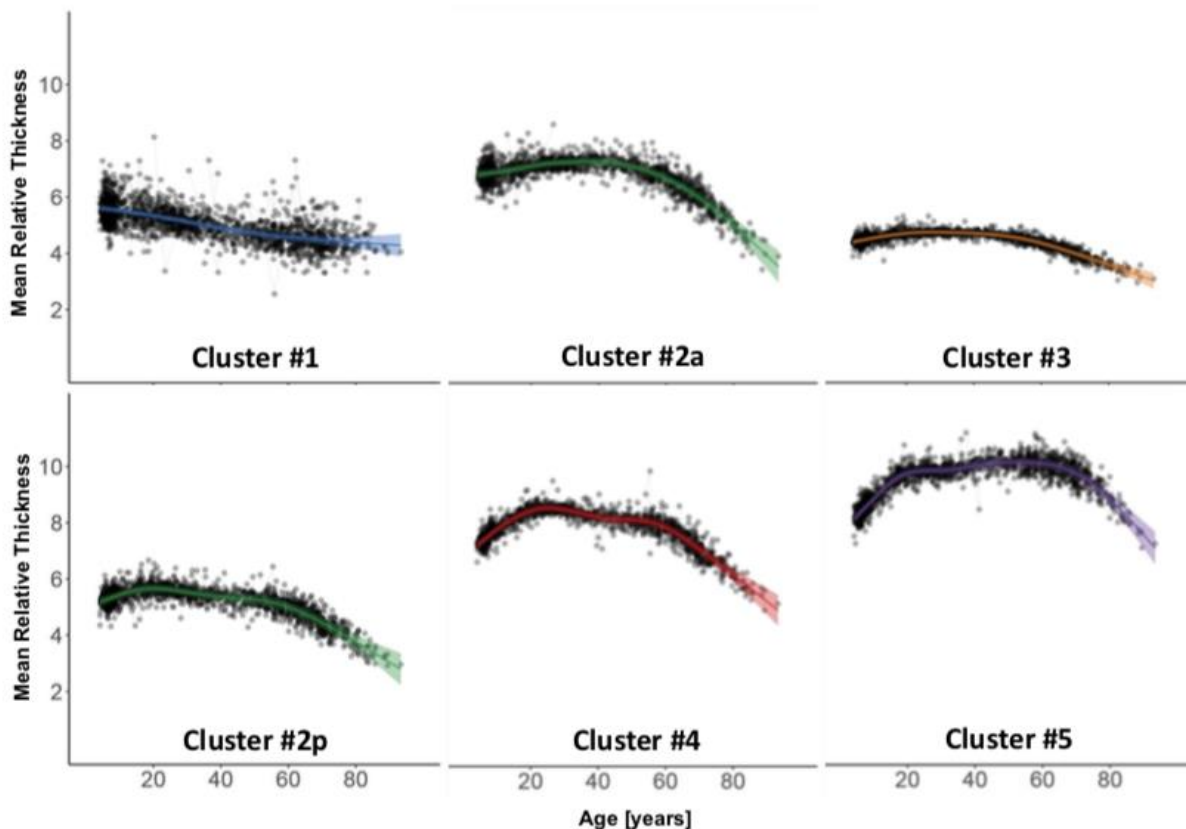 Mean Relative Thickness
10
8
6
4
2
Cluster #1
Cluster #2a
Cluster #3
Mean Relative Thickness
10
8
6
4
2
Cluster #2p
Cluster #4
Cluster #5
20 40 60 80 20 40 60 80 20 40 60 80
Age [years]